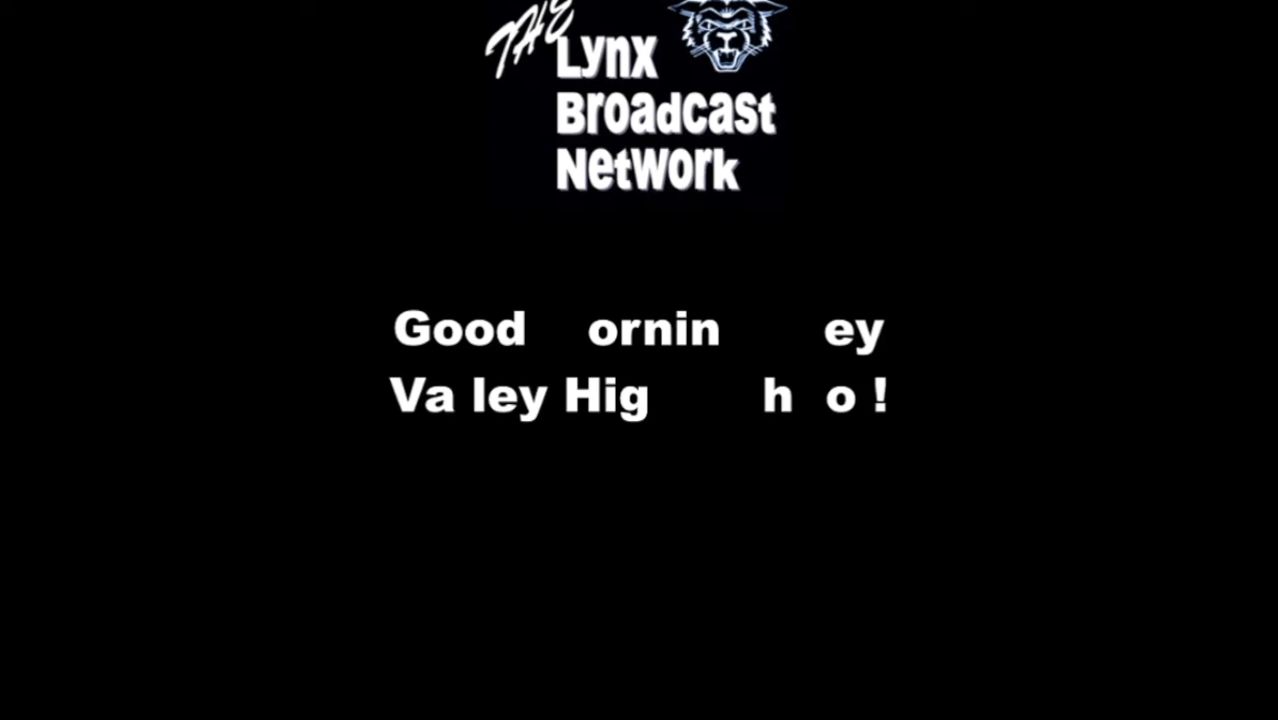 THE
Lynx
Broadcast
Network
Good ornin ey
Va ley Hig h o !